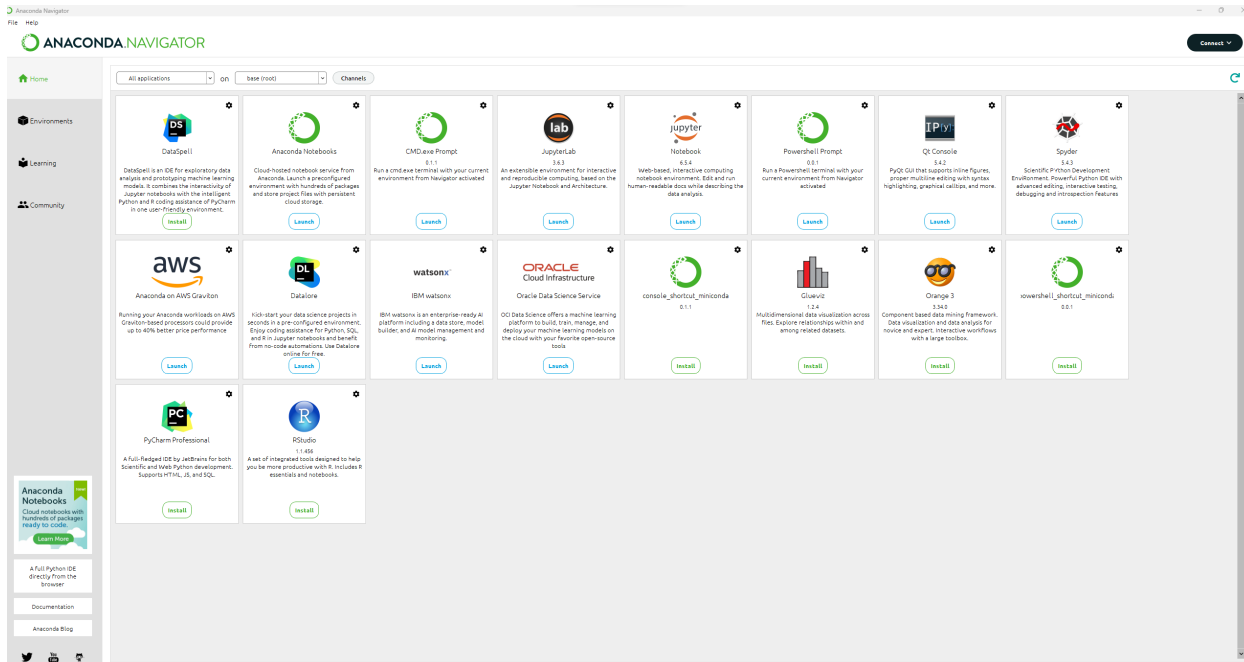 Anaconda Navigator
File Help
ANACONDA.NAVIGATOR
Connect
Home
Environments
Learning
Community
All applications on base (root) Channels
DS
DataSpell
DataSpell is an IDE for exploratory data
analysis and prototyping machine learning
models. It combines the interactivity of
Jupyter notebooks with the intelligent
Python and R coding assistance of PyCharm
in one user-friendly environment.
Install
Anaconda Notebooks
Cloud-hosted notebook service from
Anaconda. Launch a preconfigured
environment with hundreds of packages
and store project files with persistent
cloud storage.
Launch
CMD.exe Prompt
0.1.1
Run a cmd.exe terminal with your current
environment from Navigator activated
Launch
lab
JupyterLab
3.6.3
An extensible environment for interactive
and reproducible computing, based on the
Jupyter Notebook and Architecture.
Launch
jupyter
Notebook
6.5.4
Web-based, interactive computing
notebook environment. Edit and run
human-readable docs while describing the
data analysis.
Launch
Powershell Prompt
0.0.1
Run a Powershell terminal with your
current environment from Navigator
activated
Launch
IP[y]:
Qt Console
5.4.2
PyQt GUI that supports inline figures,
proper multiline editing with syntax
highlighting, graphical calltips, and more.
Launch
Spyder
5.4.3
Scientific PYthon Development
EnviRonment. Powerful Python IDE with
advanced editing, interactive testing,
debugging and introspection features
Launch
aws
Anaconda on AWS Graviton
Running your Anaconda workloads on AWS
Graviton-based processors could provide
up to 40% better price performance
Launch
DL
Datalore
Kick-start your data science projects in
seconds in a pre-configured environment.
Enjoy coding assistance for Python, SQL,
and R in Jupyter notebooks and benefit
from no-code automations. Use Datalore
online for free.
Launch
watsonx
IBM watsonx
IBM watsonx is an enterprise-ready AI
platform including a data store, model
builder, and AI model management and
monitoring.
Launch
ORACLE
Cloud Infrastructure
Oracle Data Science Service
OCI Data Science offers a machine learning
platform to build, train, manage, and
deploy your machine learning models on
the cloud with your favorite open-source
tools
Launch
console_shortcut_miniconda
0.1.1
Install
Glueviz
1.2.4
Multidimensional data visualization across
files. Explore relationships within and
among related datasets.
Install
Orange 3
3.34.0
Component based data mining framework.
Data visualization and data analysis for
novice and expert. Interactive workflows
with a large toolbox.
Install
owershell_shortcut_minicond
0.0.1
Install
PC
PyCharm Professional
A full-fledged IDE by JetBrains for both
Scientific and Web Python development.
Supports HTML, JS, and SQL.
Install
R
RStudio
1.1.456
A set of integrated tools designed to help
you be more productive with R. Includes R
essentials and notebooks.
Install
Anaconda
Notebooks
Cloud notebooks with
hundreds of packages
ready to code.
Learn More
A full Python IDE
directly from the
browser
Documentation
Anaconda Blog
You
Tube